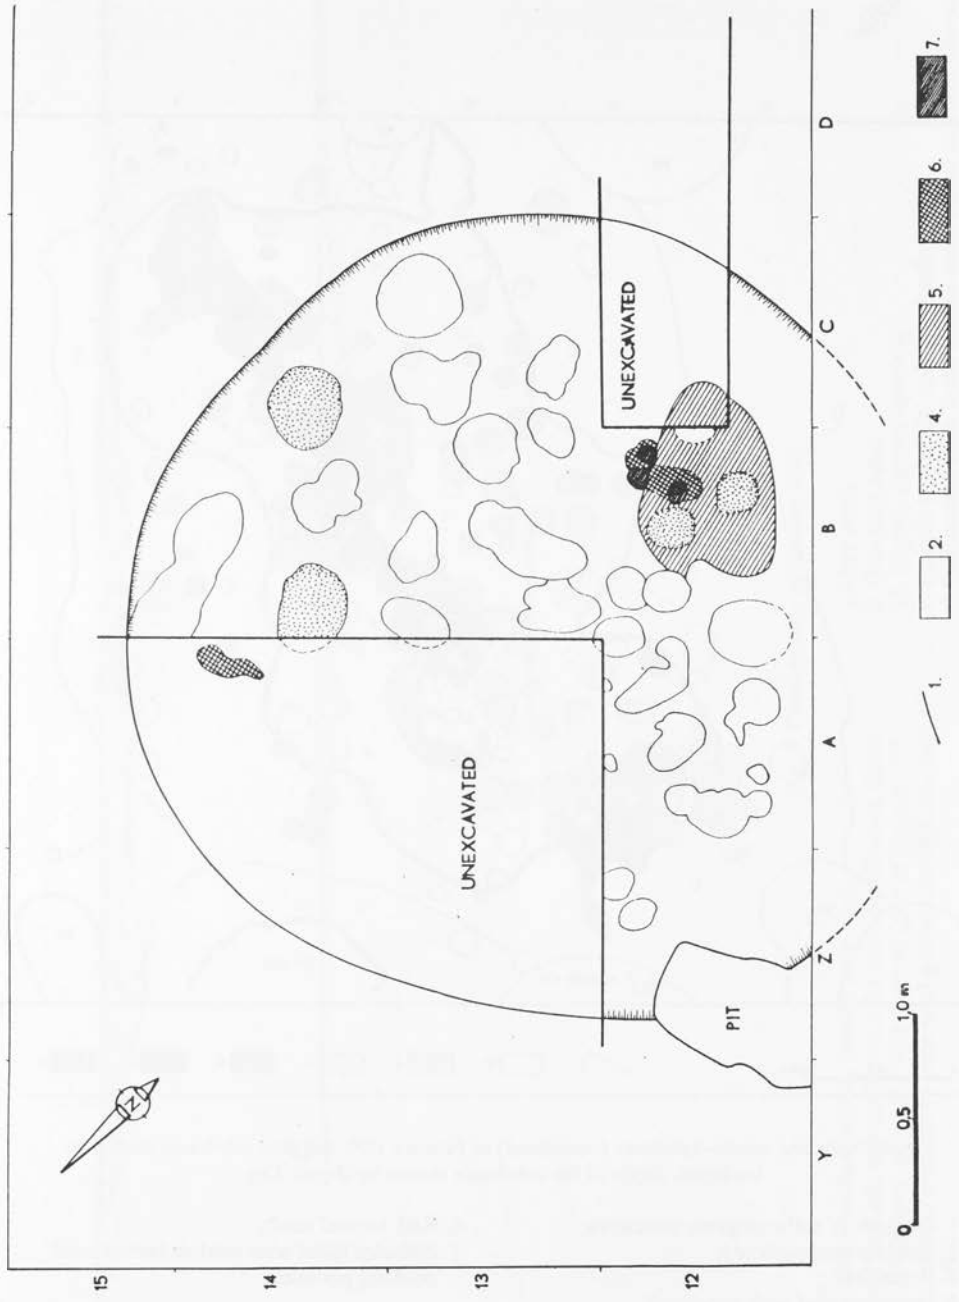 15
14
13
12
UNEXCAVATED
UNEXCAVATED
PIT
N
Y
Z
A
B
C
D
0
0,5
1,0 m
1.
2.
4.
5.
6.
7.